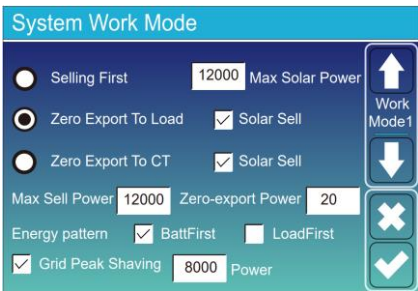 System Work Mode
Selling First 12000 Max Solar Power
Work
Zero Export To Load Solar Sell
Mode1
Zero Export To CT Solar Sell
Max Sell Power 12000 Zero-export Power 20
Energy pattern BattFirst LoadFirst
Grid Peak Shaving 8000 Power